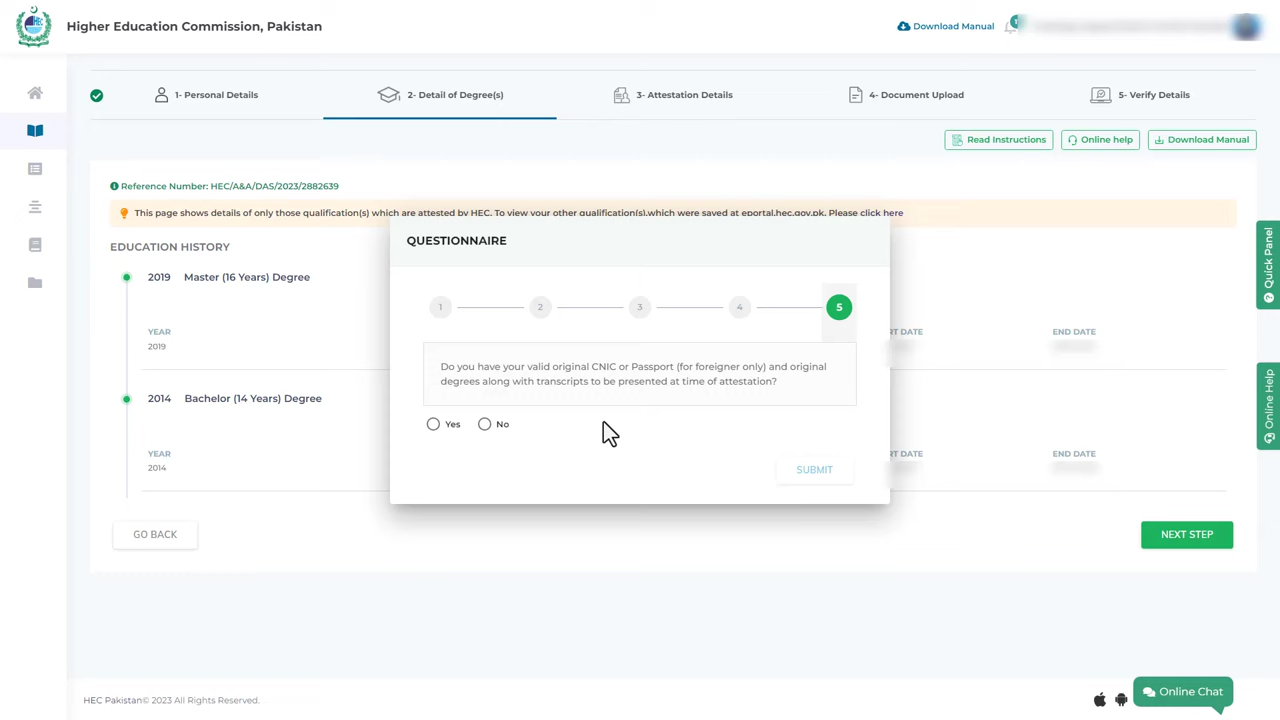 Higher Education Commission, Pakistan
Download Manual
1
1- Personal Details
2- Detail of Degree(s)
3- Attestation Details
4- Document Upload
5- Verify Details
Read Instructions
Online help
Download Manual
Reference Number: HEC/A&A/DAS/2023/2882639
This page shows details of only those qualification(s) which are attested by HEC. To view your other qualification(s).which were saved at eportal.hec.gov.pk. Please click here
EDUCATION HISTORY
QUESTIONNAIRE
2019 Master (16 Years) Degree
1 2 3 4 5
YEAR
RT DATE
END DATE
2019
Do you have your valid original CNIC or Passport (for foreigner only) and original
degrees along with transcripts to be presented at time of attestation?
2014 Bachelor (14 Years) Degree
Yes No
YEAR
RT DATE
END DATE
2014
SUBMIT
GO BACK
NEXT STEP
Quick Panel
Online Help
HEC Pakistan© 2023 All Rights Reserved.
Online Chat